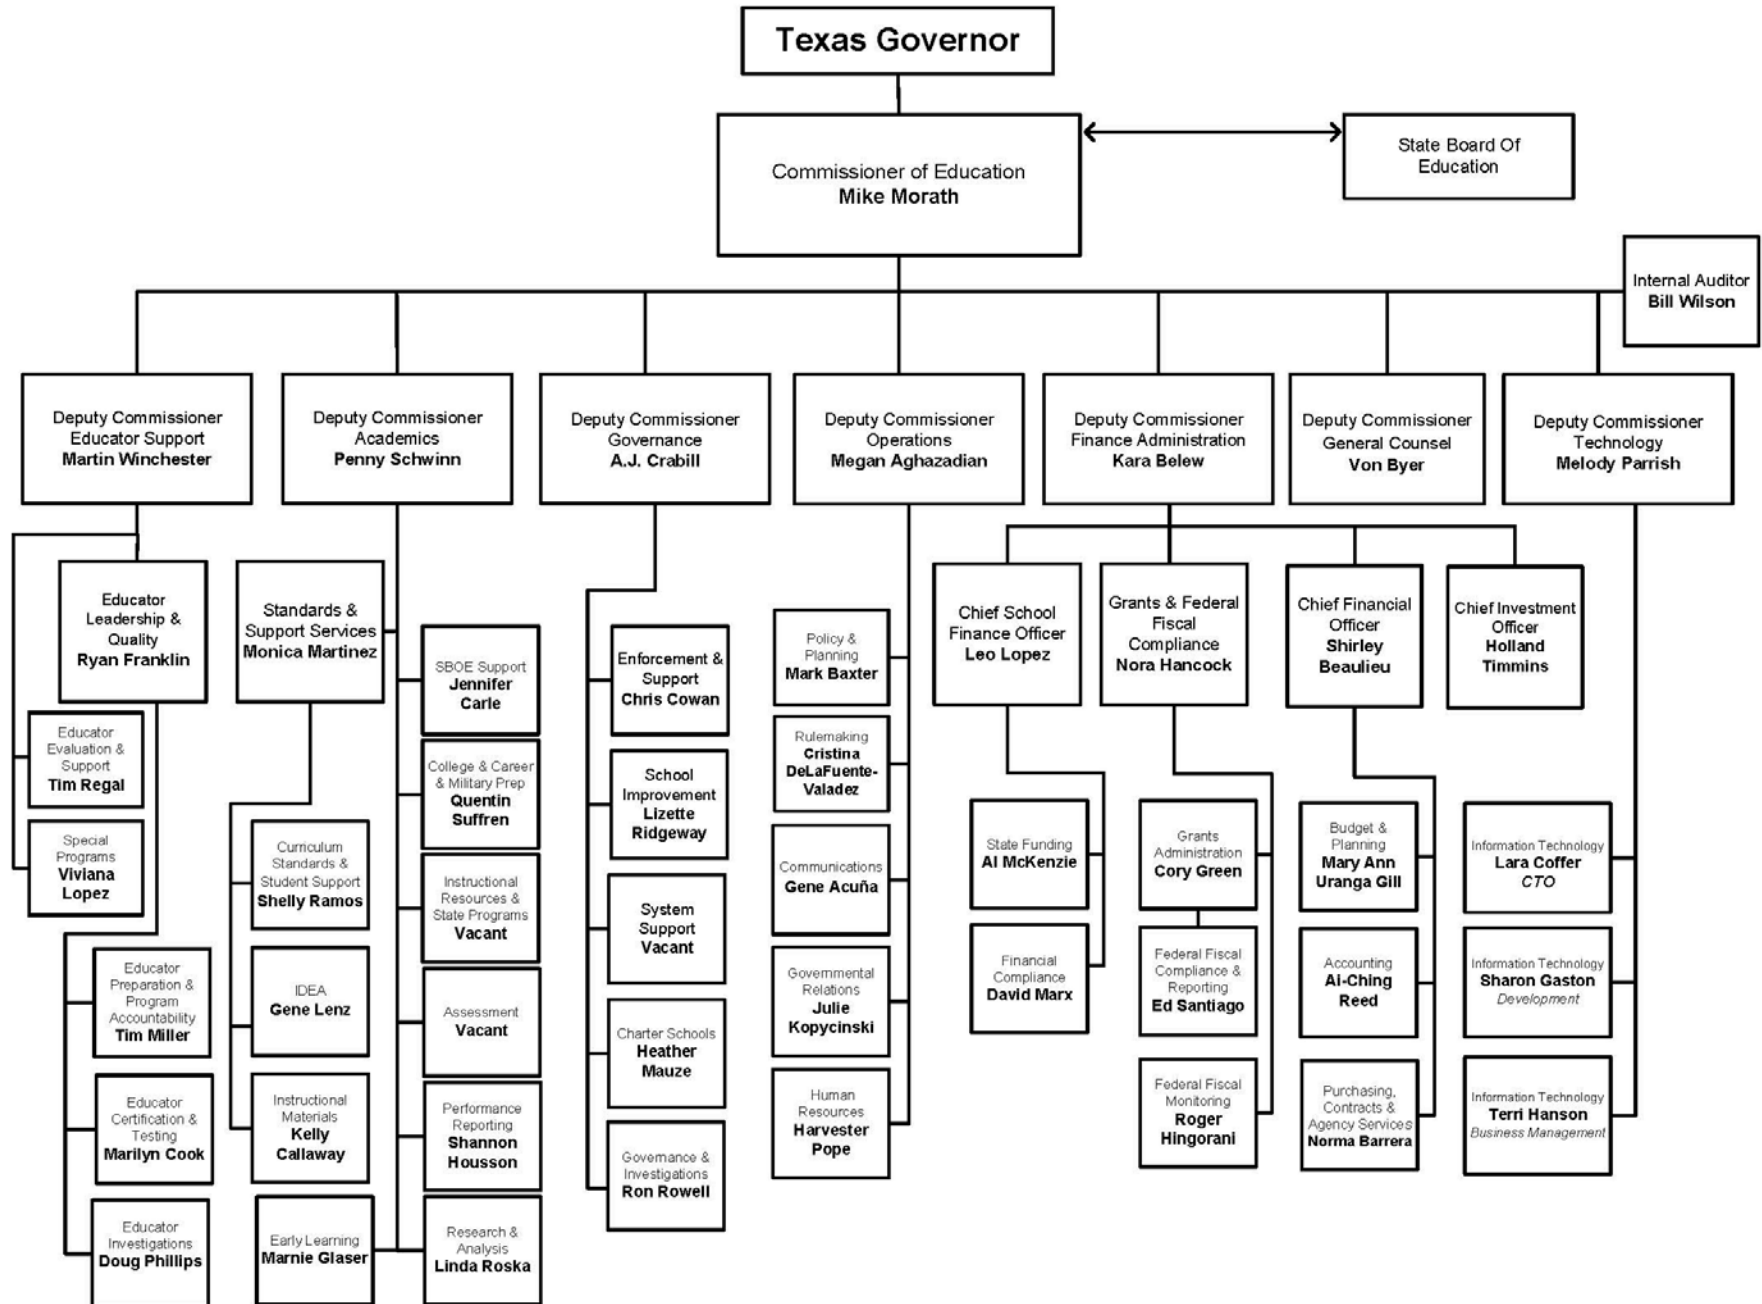 Texas Governor
Commissioner of Education
Mike Morath
State Board Of
Education
Internal Auditor
Bill Wilson
Deputy Commissioner
Educator Support
Martin Winchester
Deputy Commissioner
Academics
Penny Schwinn
Deputy Commissioner
Governance
A.J. Crabill
Deputy Commissioner
Operations
Megan Aghazadian
Deputy Commissioner
Finance Administration
Kara Belew
Deputy Commissioner
General Counsel
Von Byer
Deputy Commissioner
Technology
Melody Parrish
Educator
Leadership &
Quality
Ryan Franklin
Educator
Evaluation &
Support
Tim Regal
Special
Programs
Viviana
Lopez
Educator
Preparation &
Program
Accountability
Tim Miller
Educator
Certification &
Testing
Marilyn Cook
Educator
Investigations
Doug Phillips
Standards &
Support Services
Monica Martinez
Curriculum
Standards &
Student Support
Shelly Ramos
IDEA
Gene Lenz
Instructional
Materials
Kelly
Callaway
Early Learning
Marnie Glaser
SBOE Support
Jennifer
Carle
College & Career
& Military Prep
Quentin
Suffren
Instructional
Resources &
State Programs
Vacant
Assessment
Vacant
Performance
Reporting
Shannon
Housson
Research &
Analysis
Linda Roska
Enforcement &
Support
Chris Cowan
School
Improvement
Lizette
Ridgeway
System
Support
Vacant
Charter Schools
Heather
Mauze
Governance &
Investigations
Ron Rowell
Policy &
Planning
Mark Baxter
Rulemaking
Cristina
DeLaFuente-
Valadez
Communications
Gene Acuña
Governmental
Relations
Julie
Kopycinski
Human
Resources
Harvester
Pope
Chief School
Finance Officer
Leo Lopez
State Funding
Al McKenzie
Financial
Compliance
David Marx
Grants & Federal
Fiscal
Compliance
Nora Hancock
Grants
Administration
Cory Green
Federal Fiscal
Compliance &
Reporting
Ed Santiago
Federal Fiscal
Monitoring
Roger
Hingorani
Chief Financial
Officer
Shirley
Beaulieu
Budget &
Planning
Mary Ann
Uranga Gill
Accounting
Ai-Ching
Reed
Purchasing,
Contracts &
Agency Services
Norma Barrera
Chief Investment
Officer
Holland
Timmins
Information Technology
Lara Coffer
CTO
Information Technology
Sharon Gaston
Development
Information Technology
Terri Hanson
Business Management